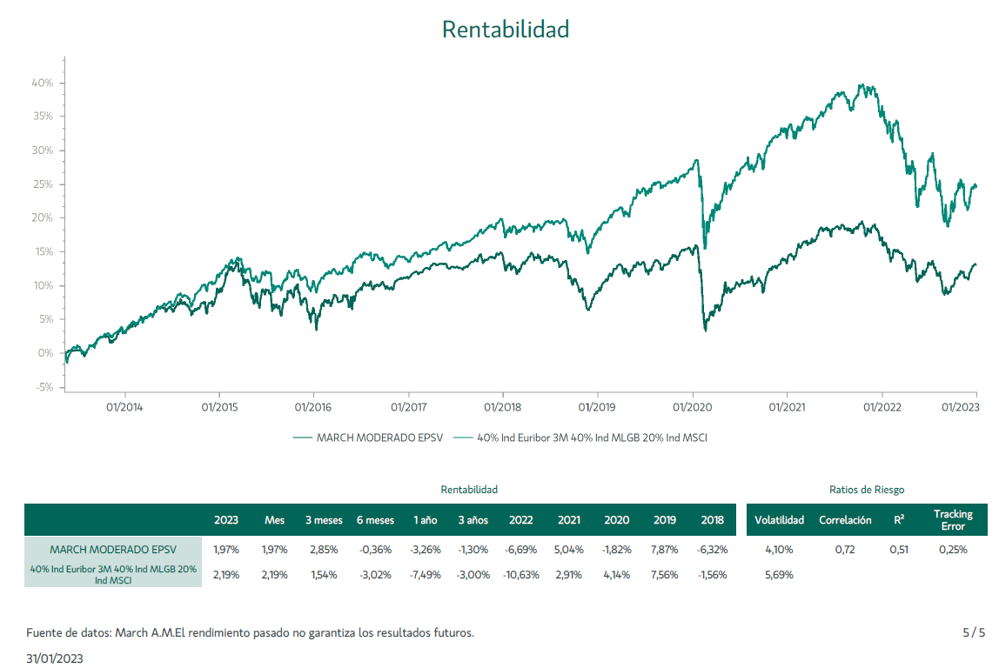 Rentabilidad
40%
35%
30%
25%
20%
15%
10%
5%
0%
-5%
01/2014 01/2015 01/2016 01/2017 01/2018 01/2019 01/2020 01/2021 01/2022 01/2023
MARCH MODERADO EPSV 40% Ind Euribor 3M 40% Ind MLGB 20% Ind MSCI
Rentabilidad Ratios de Riesgo
2023 Mes 3 meses 6 meses 1 año 3 años 2022 2021 2020 2019 2018 Volatilidad Correlación R² Tracking
Error
MARCH MODERADO EPSV 1,97% 1,97% 2,85% -0,36% -3,26% -1,30% -6,69% 5,04% -1,82% 7,87% -6,32% 4,10% 0,72 0,51 0,25%
40% Ind Euribor 3M 40% Ind MLGB 20%
Ind MSCI 2,19% 2,19% 1,54% -3,02% -7,49% -3,00% -10,63% 2,91% 4,14% 7,56% -1,56% 5,69%
Fuente de datos: March A.M.El rendimiento pasado no garantiza los resultados futuros. 5 / 5
31/01/2023